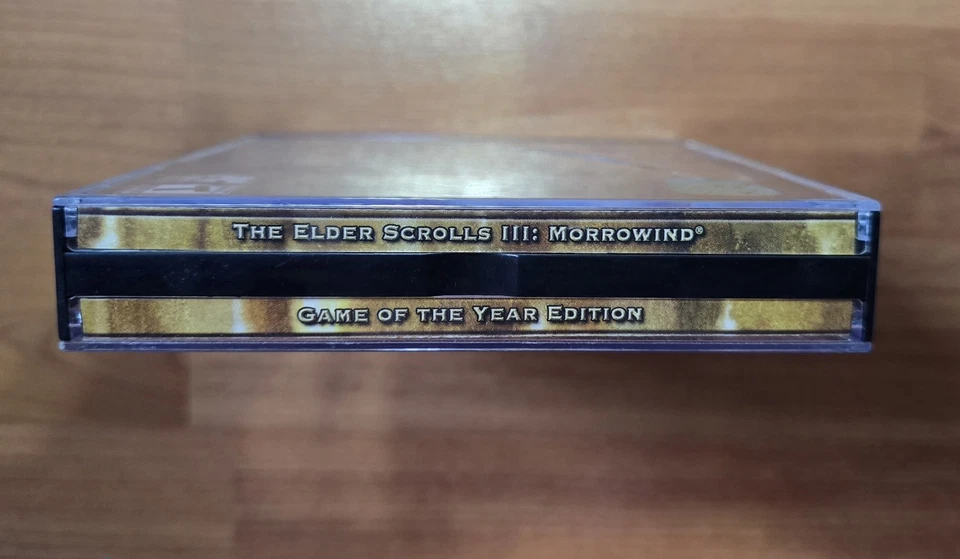 The Elder Scrolls III: Morrowind®
Game of the Year Edition